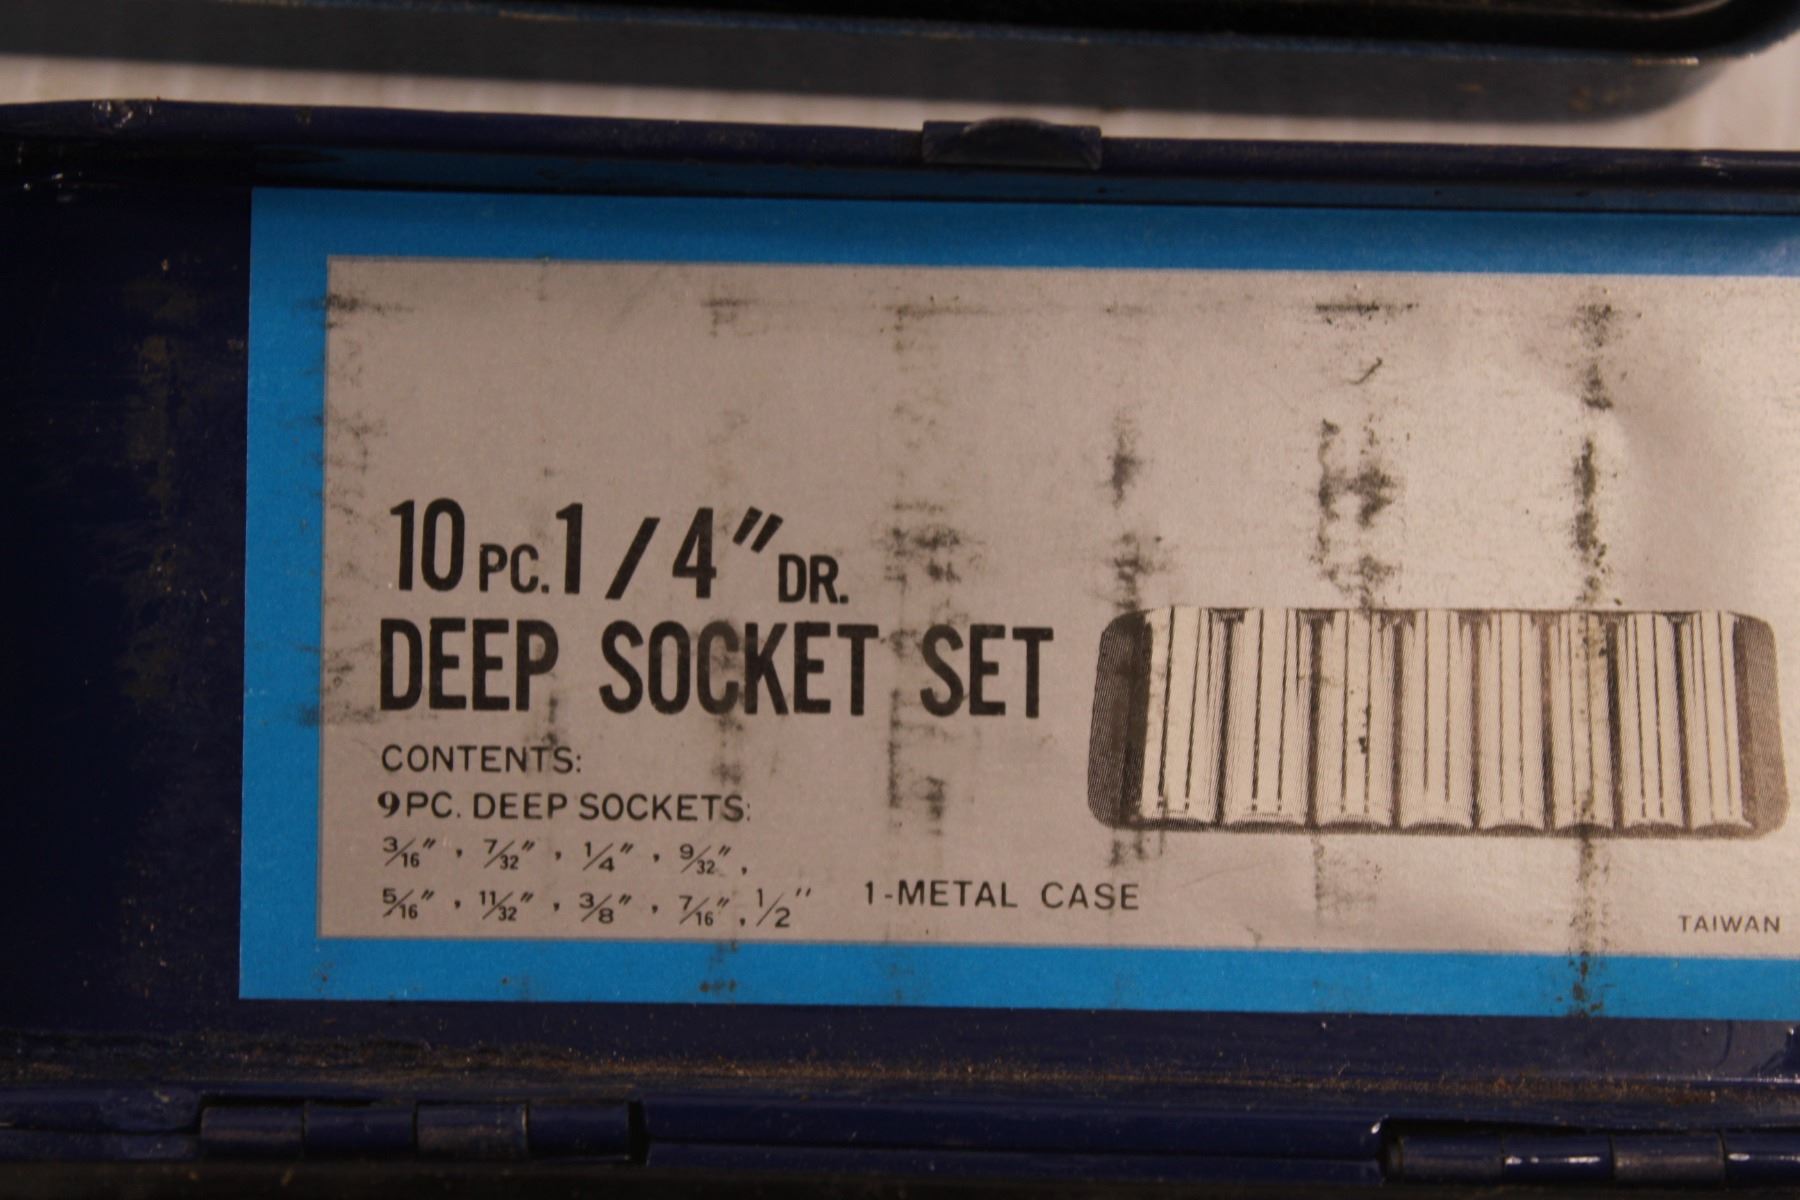 10 PC. 1/4" DR.
DEEP SOCKET SET
CONTENTS:
9 PC. DEEP SOCKETS:
3/16", 7/32", 1/4", 9/32",
5/16", 11/32", 3/8", 7/16", 1/2" 1-METAL CASE
TAIWAN